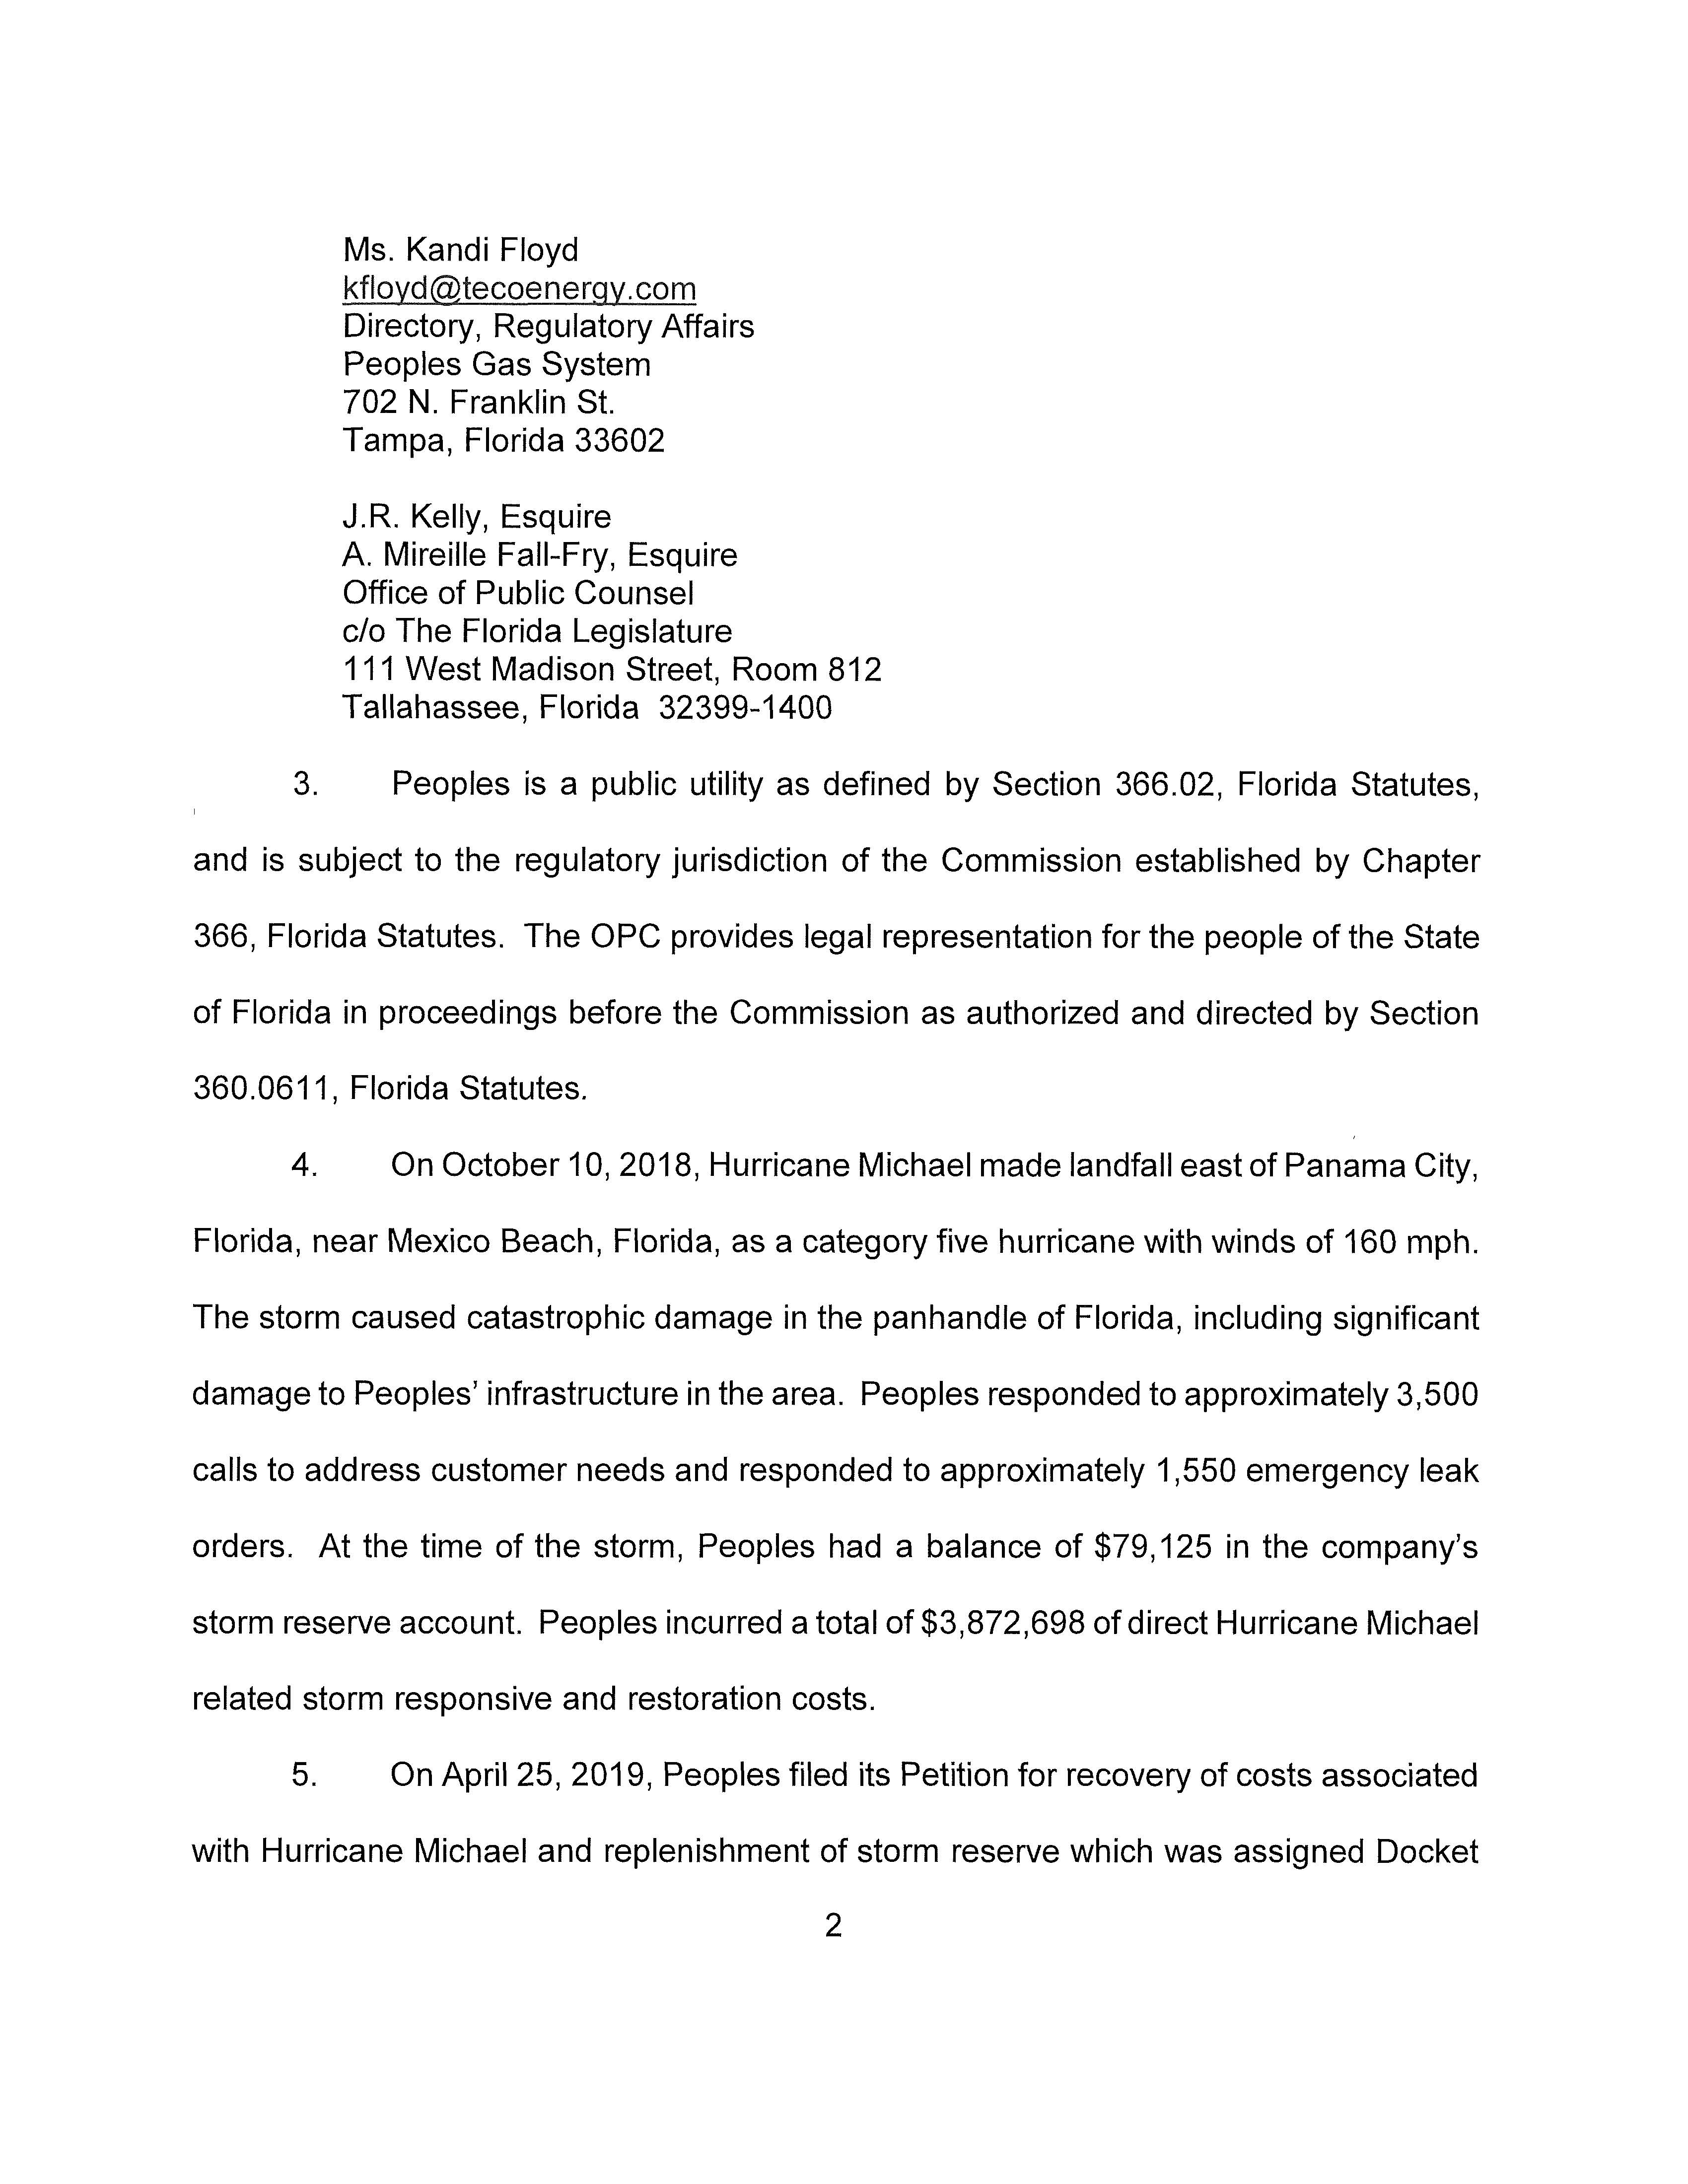 Ms. Kandi Floyd
kfloyd@tecoenergy.com
Directory, Regulatory Affairs
Peoples Gas System
702 N. Franklin St.
Tampa, Florida 33602
J.R. Kelly, Esquire
A. Mireille Fall-Fry, Esquire
Office of Public Counsel
c/o The Florida Legislature
111 West Madison Street, Room 812
Tallahassee, Florida 32399-1400
3. Peoples is a public utility as defined by Section 366.02, Florida Statutes,
and is subject to the regulatory jurisdiction of the Commission established by Chapter
366, Florida Statutes. The OPC provides legal representation for the people of the State
of Florida in proceedings before the Commission as authorized and directed by Section
360.0611, Florida Statutes.
4. On October 10, 2018, Hurricane Michael made landfall east of Panama City,
Florida, near Mexico Beach, Florida, as a category five hurricane with winds of 160 mph.
The storm caused catastrophic damage in the panhandle of Florida, including significant
damage to Peoples’ infrastructure in the area. Peoples responded to approximately 3,500
calls to address customer needs and responded to approximately 1,550 emergency leak
orders. At the time of the storm, Peoples had a balance of $79,125 in the company’s
storm reserve account. Peoples incurred a total of $3,872,698 of direct Hurricane Michael
related storm responsive and restoration costs.
5. On April 25, 2019, Peoples filed its Petition for recovery of costs associated
with Hurricane Michael and replenishment of storm reserve which was assigned Docket
2